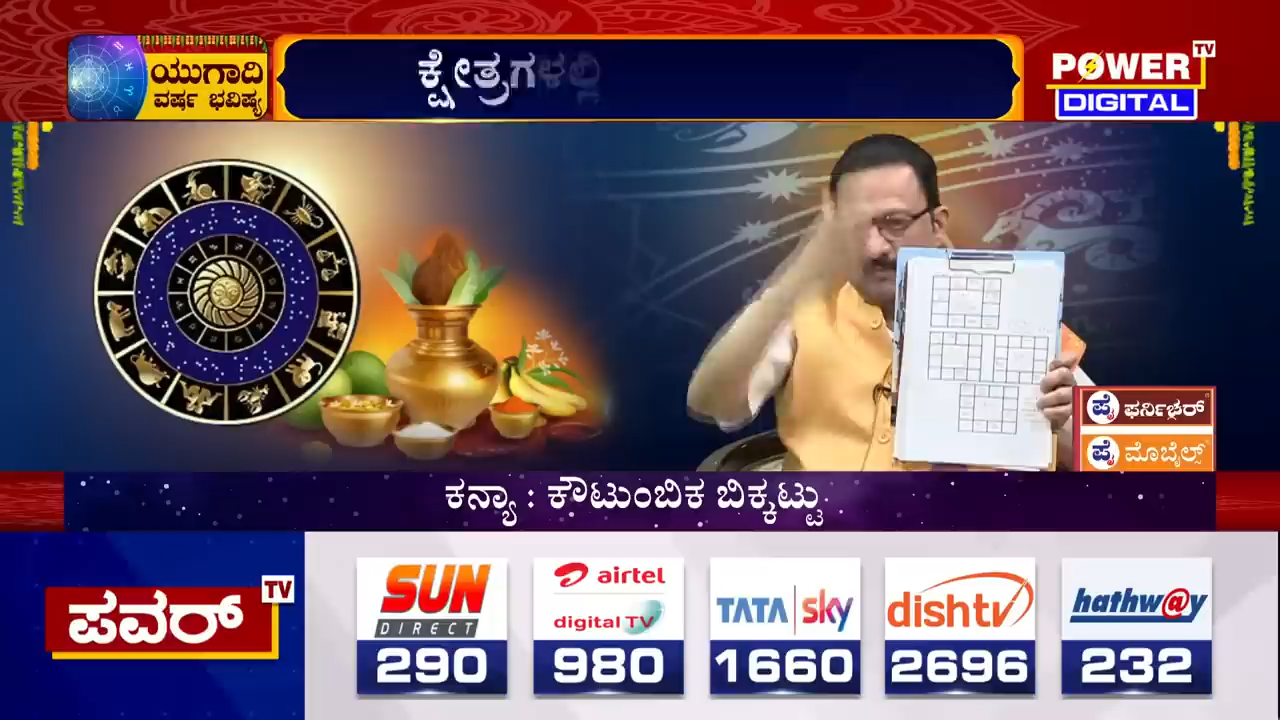 ಯುಗಾದಿ
ವರ್ಷ ಭವಿಷ್ಯ
ಕ್ಷೇತ್ರಗಳಲ್ಲಿ
POWER TV
DIGITAL
ಪೈ ಫರ್ನಿಚರ್
ಪೈ ಮೊಬೈಲ್ಸ್
ಕನ್ಯಾ : ಕೌಟುಂಬಿಕ ಬಿಕ್ಕಟ್ಟು
ಪವರ್ TV
SUN
DIRECT
290
airtel
digital TV
980
TATA sky
1660
dishtv
2696
hathw@y
232